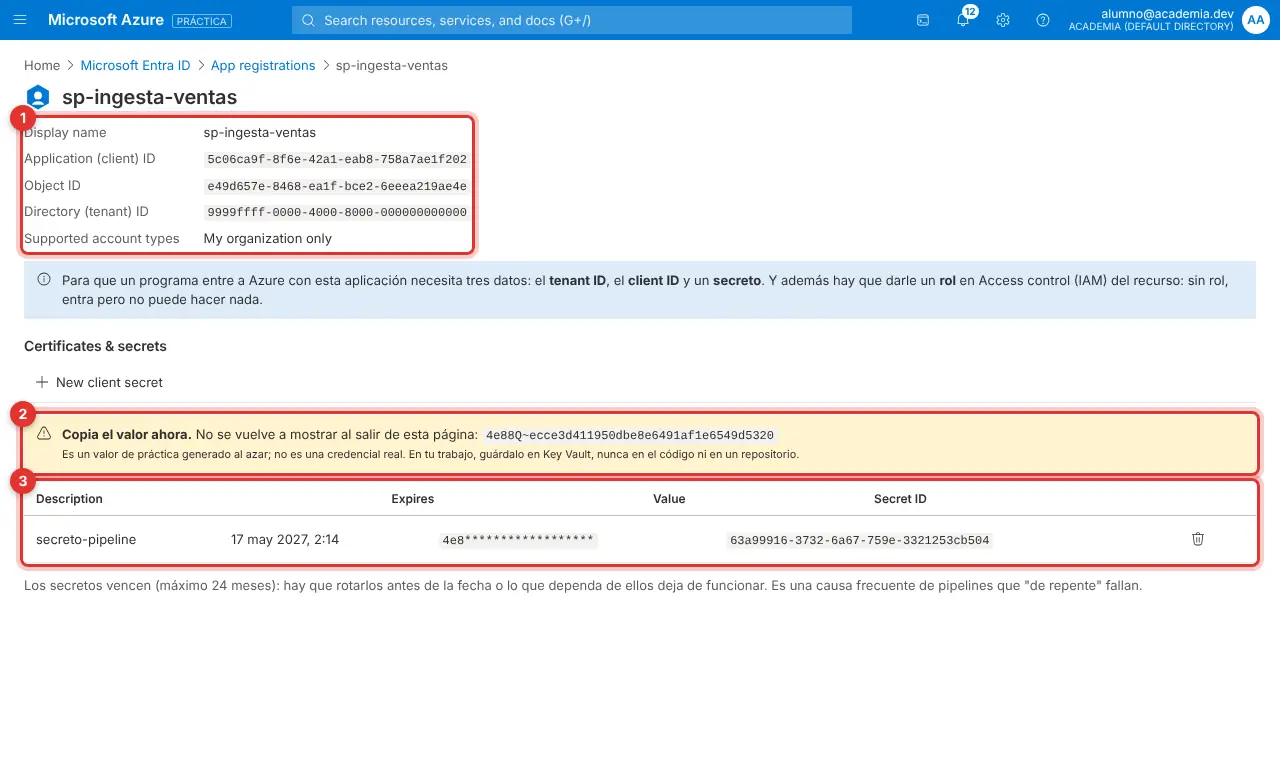 Microsoft Azure PRÁCTICA
Search resources, services, and docs (G+/)
12
alumno@academia.dev
ACADEMIA (DEFAULT DIRECTORY)
AA
Home > Microsoft Entra ID > App registrations > sp-ingesta-ventas
sp-ingesta-ventas
1
Display name sp-ingesta-ventas
Application (client) ID 5c06ca9f-8f6e-42a1-eab8-758a7ae1f202
Object ID e49d657e-8468-ea1f-bce2-6eeea219ae4e
Directory (tenant) ID 9999ffff-0000-4000-8000-000000000000
Supported account types My organization only
Para que un programa entre a Azure con esta aplicación necesita tres datos: el tenant ID, el client ID y un secreto. Y además hay que darle un rol en Access control (IAM) del recurso: sin rol,
entra pero no puede hacer nada.
Certificates & secrets
New client secret
2
Copia el valor ahora. No se vuelve a mostrar al salir de esta página: 4e88Q~ecce3d411950dbe8e6491af1e6549d5320
Es un valor de práctica generado al azar; no es una credencial real. En tu trabajo, guárdalo en Key Vault, nunca en el código ni en un repositorio.
3
Description Expires Value Secret ID
secreto-pipeline 17 may 2027, 2:14 4e8****************** 63a99916-3732-6a67-759e-3321253cb504
Los secretos vencen (máximo 24 meses): hay que rotarlos antes de la fecha o lo que dependa de ellos deja de funcionar. Es una causa frecuente de pipelines que "de repente" fallan.